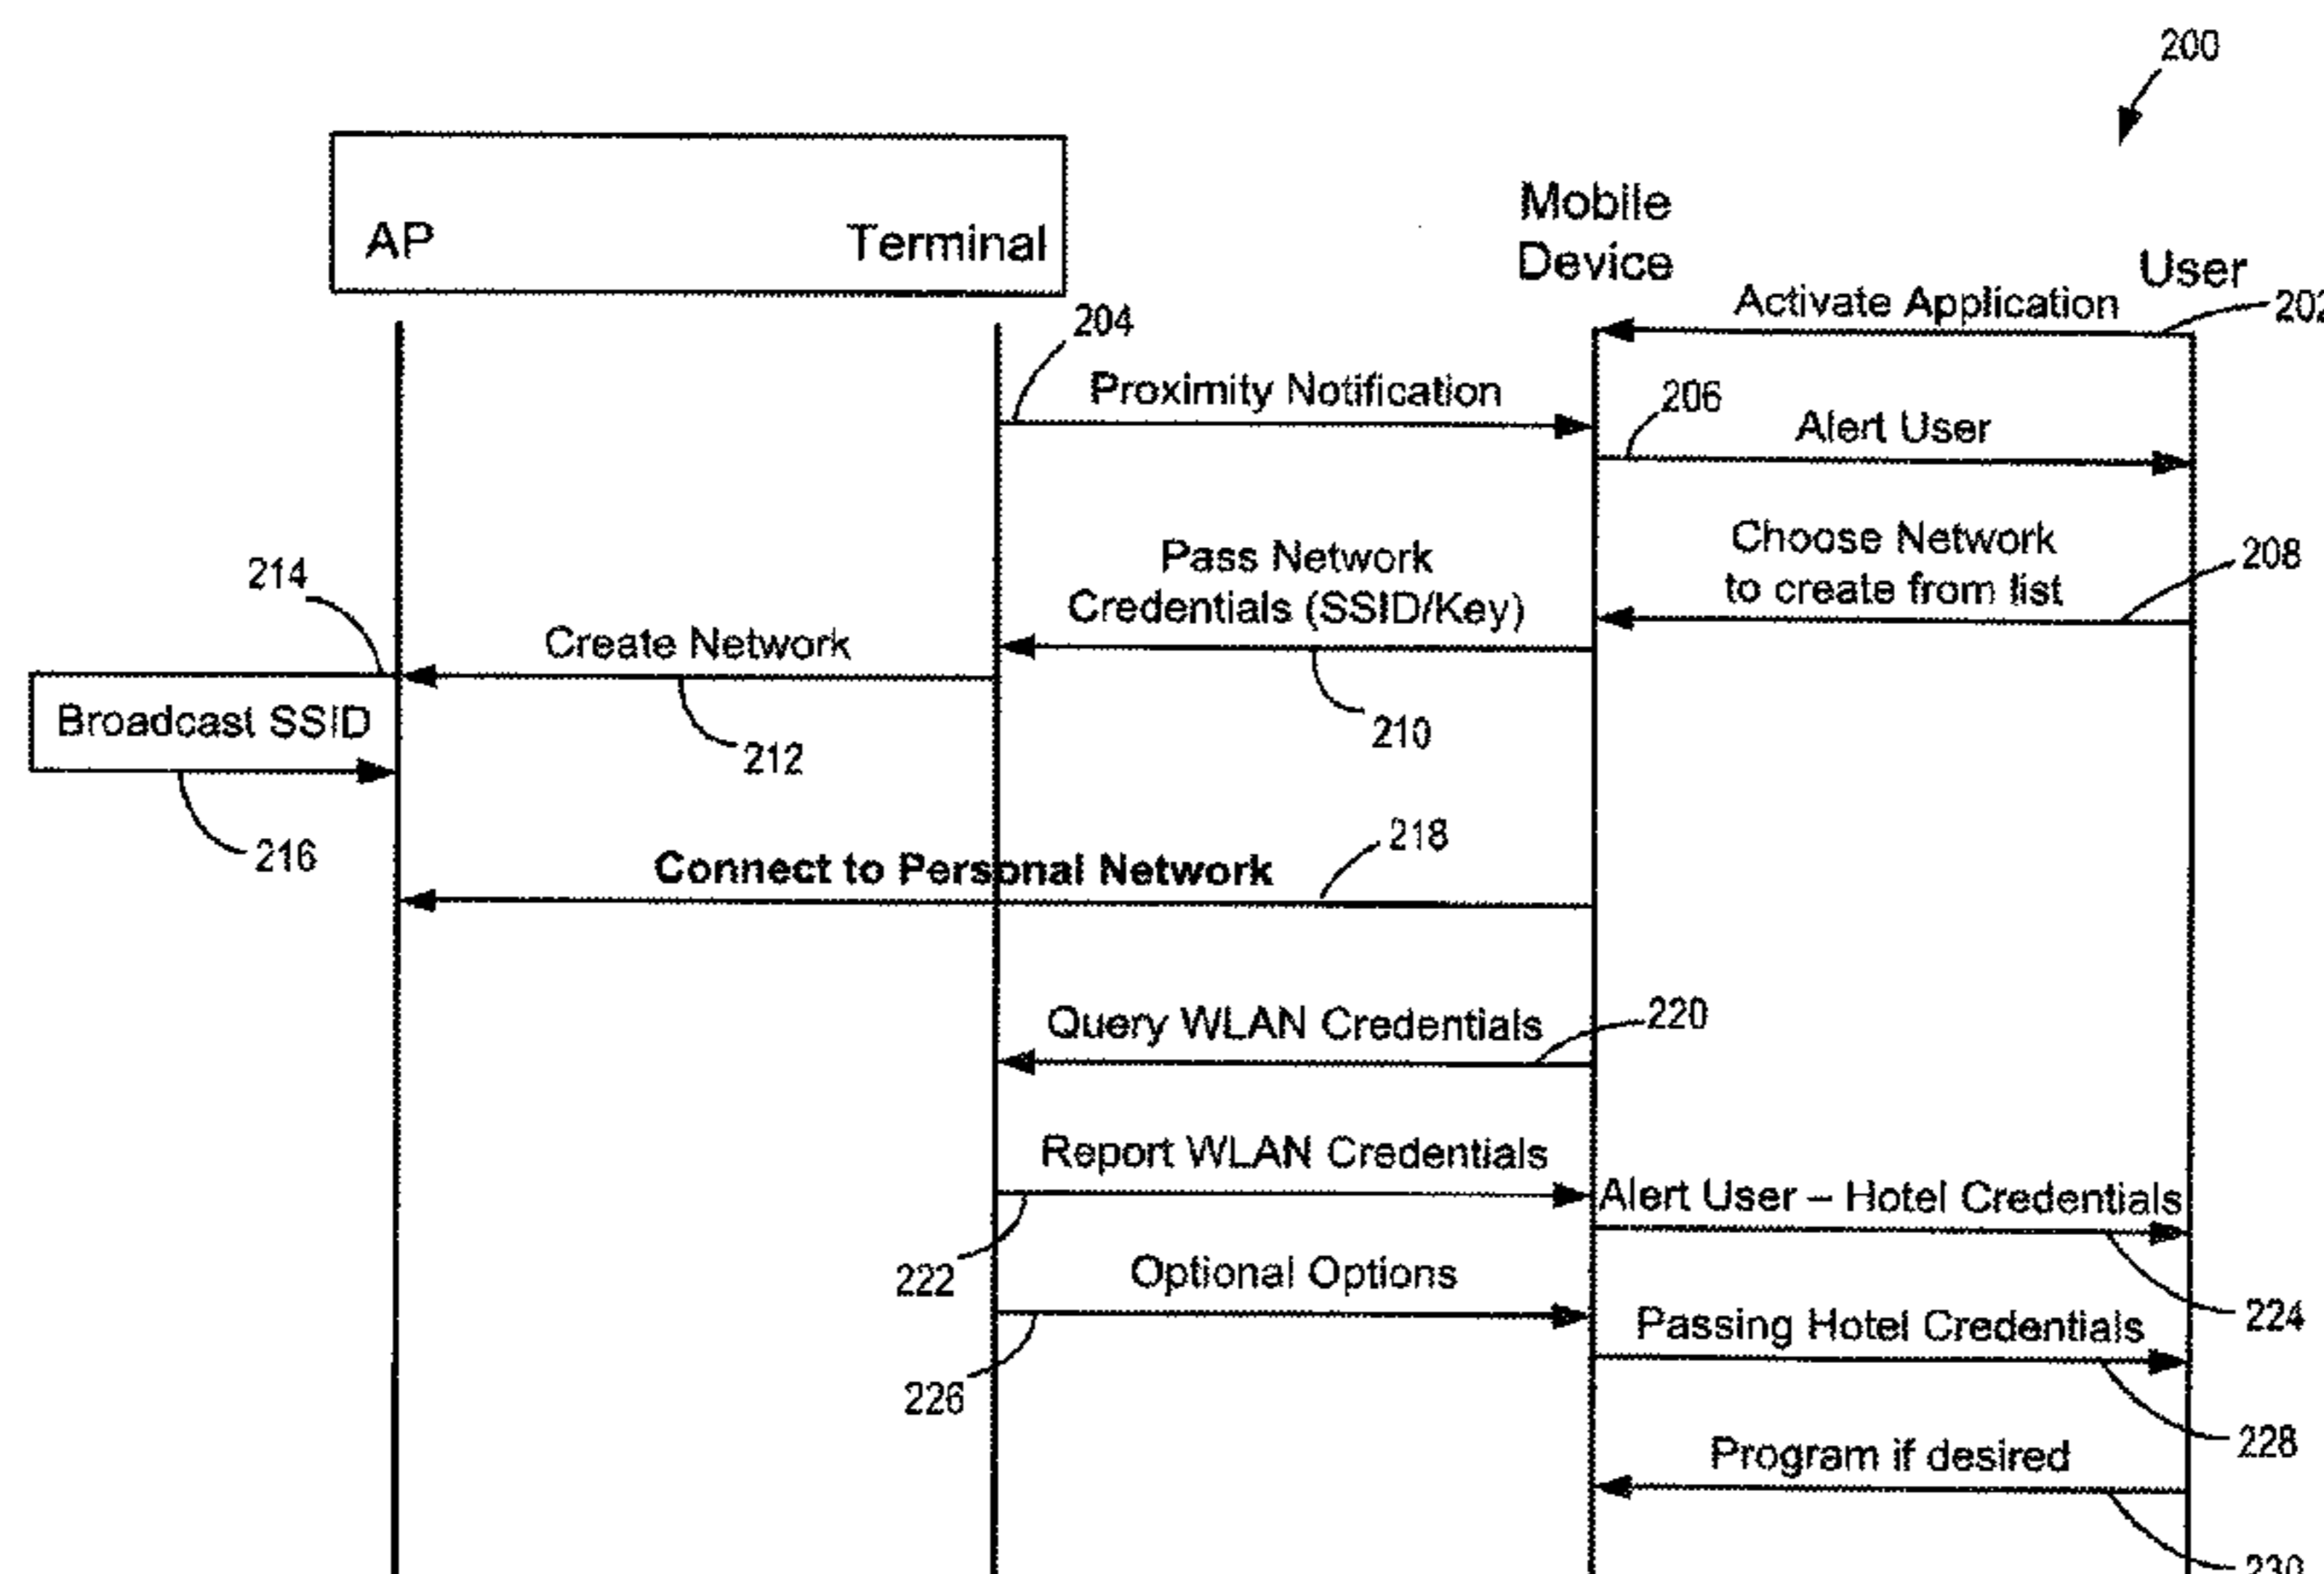 200
AP Terminal
Mobile
Device
User
Activate Application
202
204
Proximity Notification
206
Alert User
Choose Network
to create from list
208
Pass Network
Credentials (SSID/Key)
210
214
Create Network
212
Broadcast SSID
216
218
Connect to Personal Network
Query WLAN Credentials
220
Report WLAN Credentials
222
Alert User – Hotel Credentials
224
Optional Options
226
Passing Hotel Credentials
228
Program if desired
230